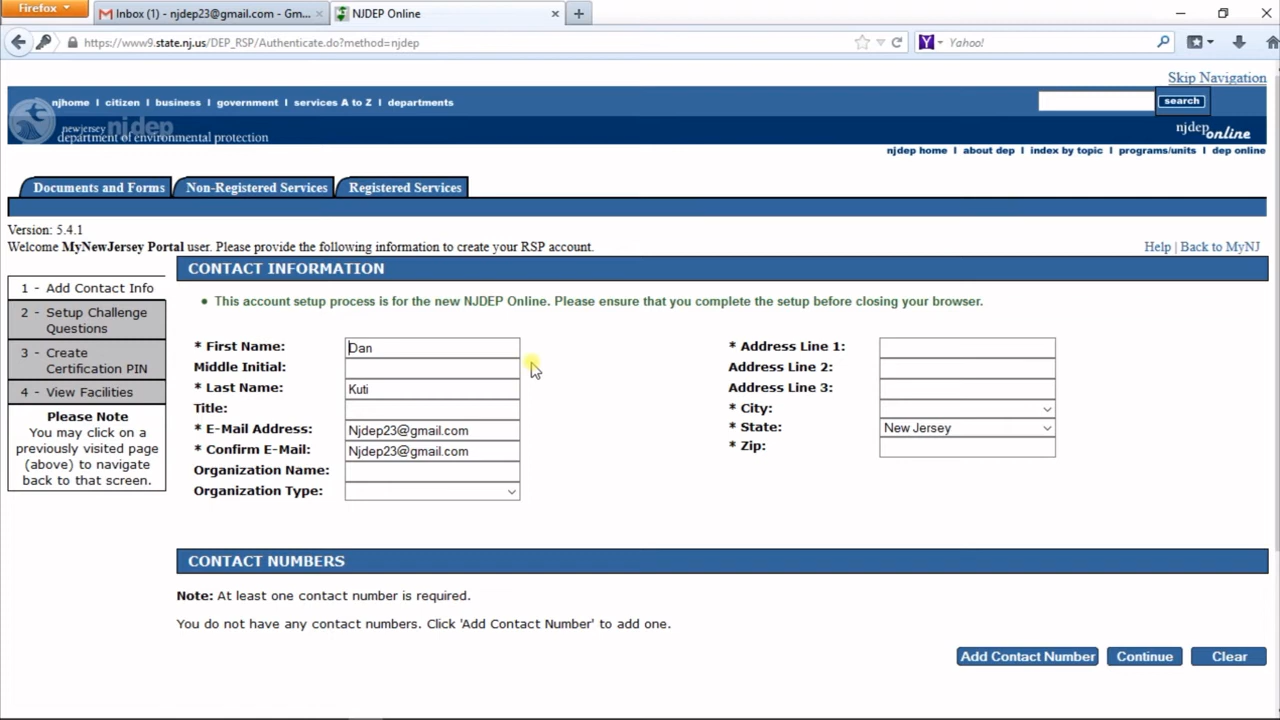 Firefox
Inbox (1) - njdep23@gmail.com - Gm...
NJDEP Online
https://www9.state.nj.us/DEP_RSP/Authenticate.do?method=njdep
Yahoo!
Skip Navigation
njhome | citizen | business | government | services A to Z | departments
search
newjersey njdep
department of environmental protection
njdep online
njdep home | about dep | index by topic | programs/units | dep online
Documents and Forms
Non-Registered Services
Registered Services
Version: 5.4.1
Welcome MyNewJersey Portal user. Please provide the following information to create your RSP account.
Help | Back to MyNJ
1 - Add Contact Info
2 - Setup Challenge
Questions
3 - Create
Certification PIN
4 - View Facilities
Please Note
You may click on a
previously visited page
(above) to navigate
back to that screen.
CONTACT INFORMATION
• This account setup process is for the new NJDEP Online. Please ensure that you complete the setup before closing your browser.
* First Name: Dan
Middle Initial:
* Last Name: Kuti
Title:
* E-Mail Address: Njdep23@gmail.com
* Confirm E-Mail: Njdep23@gmail.com
Organization Name:
Organization Type:
* Address Line 1:
Address Line 2:
Address Line 3:
* City:
* State: New Jersey
* Zip:
CONTACT NUMBERS
Note: At least one contact number is required.
You do not have any contact numbers. Click 'Add Contact Number' to add one.
Add Contact Number
Continue
Clear